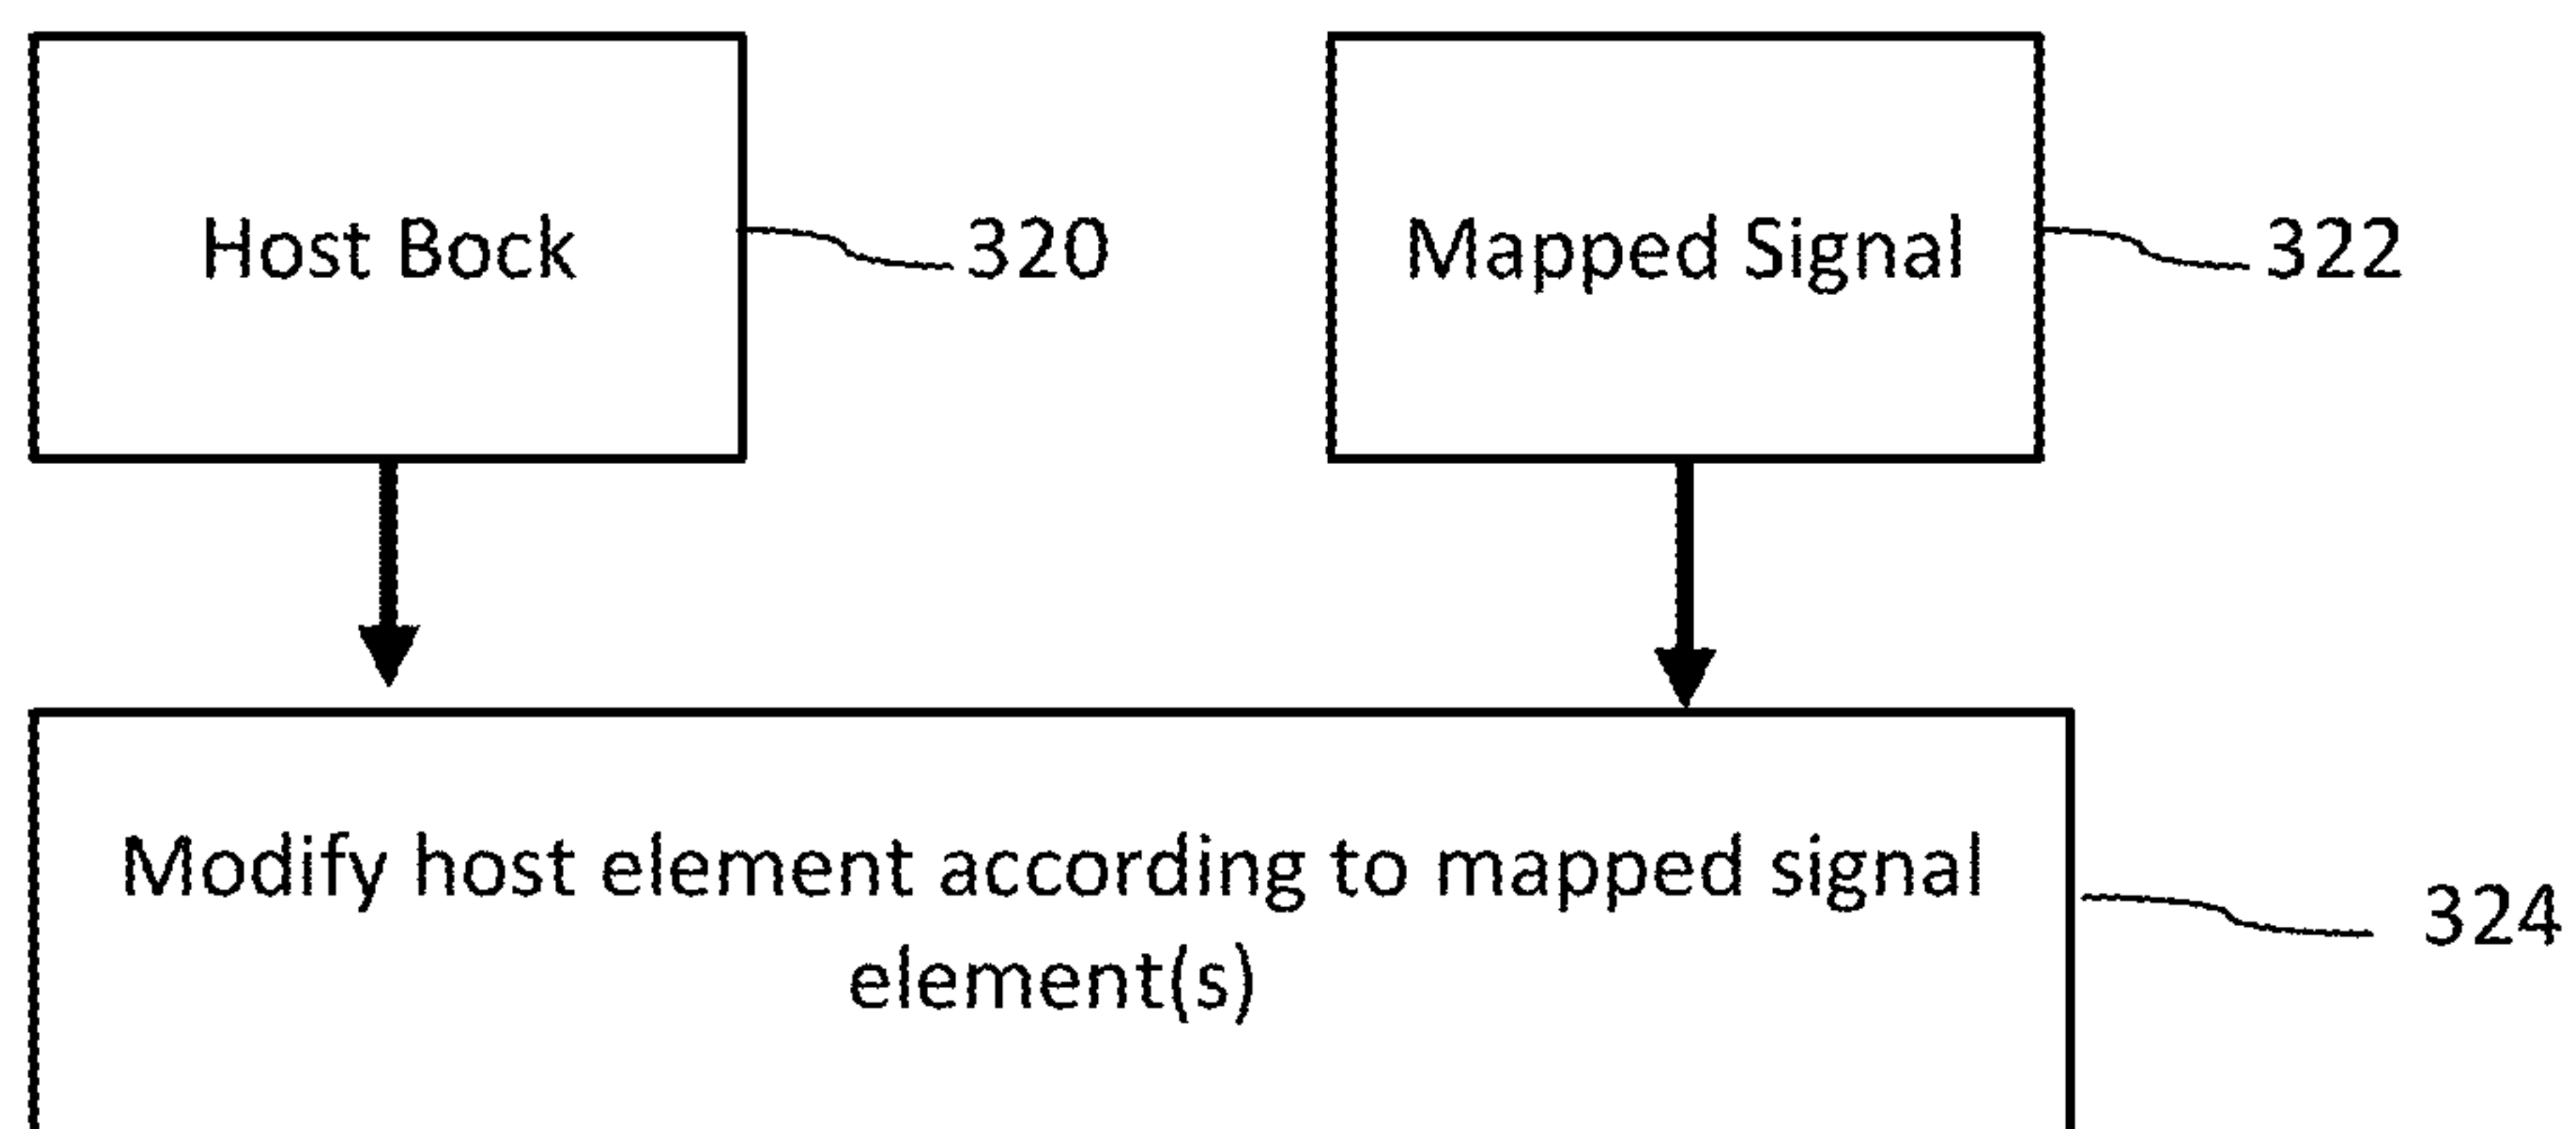 Host Bock
320
Mapped Signal
322
Modify host element according to mapped signal
element(s)
324